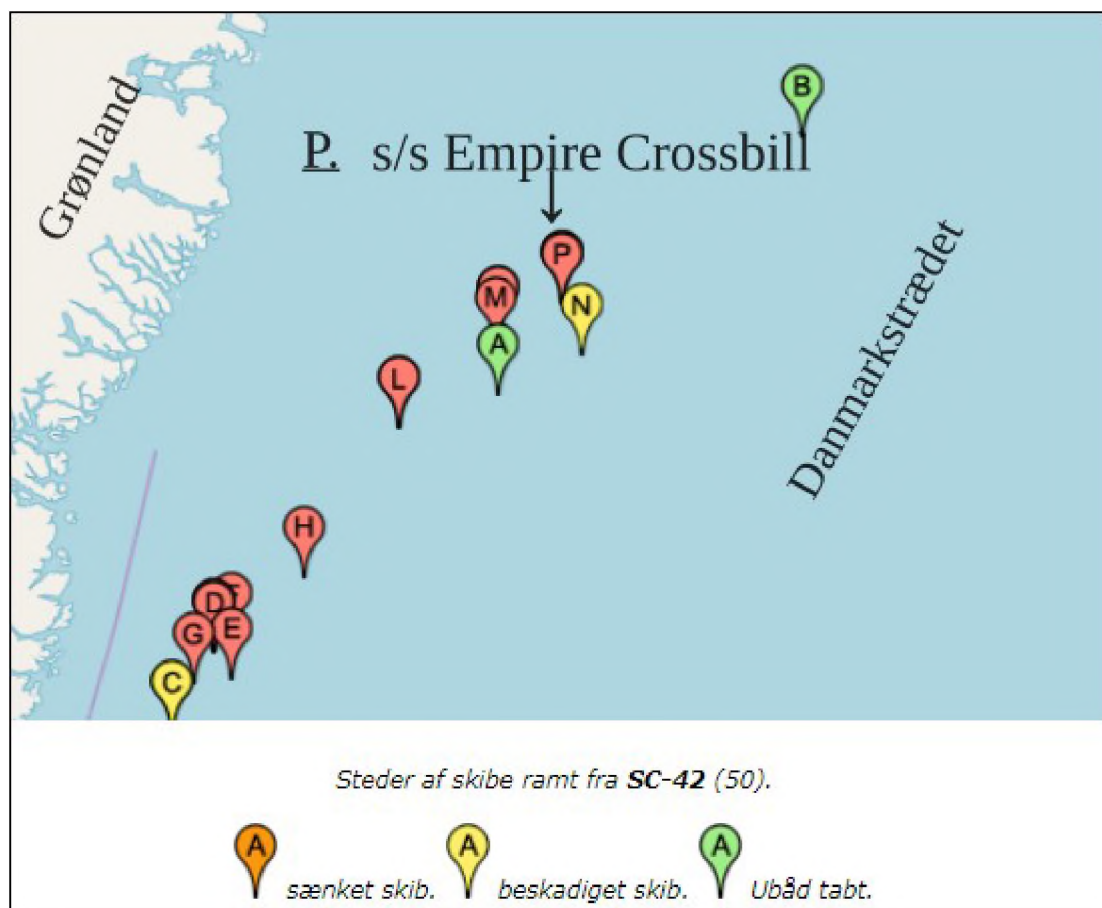 Grønland
B
P. s/s Empire Crossbill
P
M
N
A
L
Danmarkstrædet
H
D
G
E
C
Steder af skibe ramt fra SC-42 (50).
A sænket skib. A beskadiget skib. A Ubåd tabt.